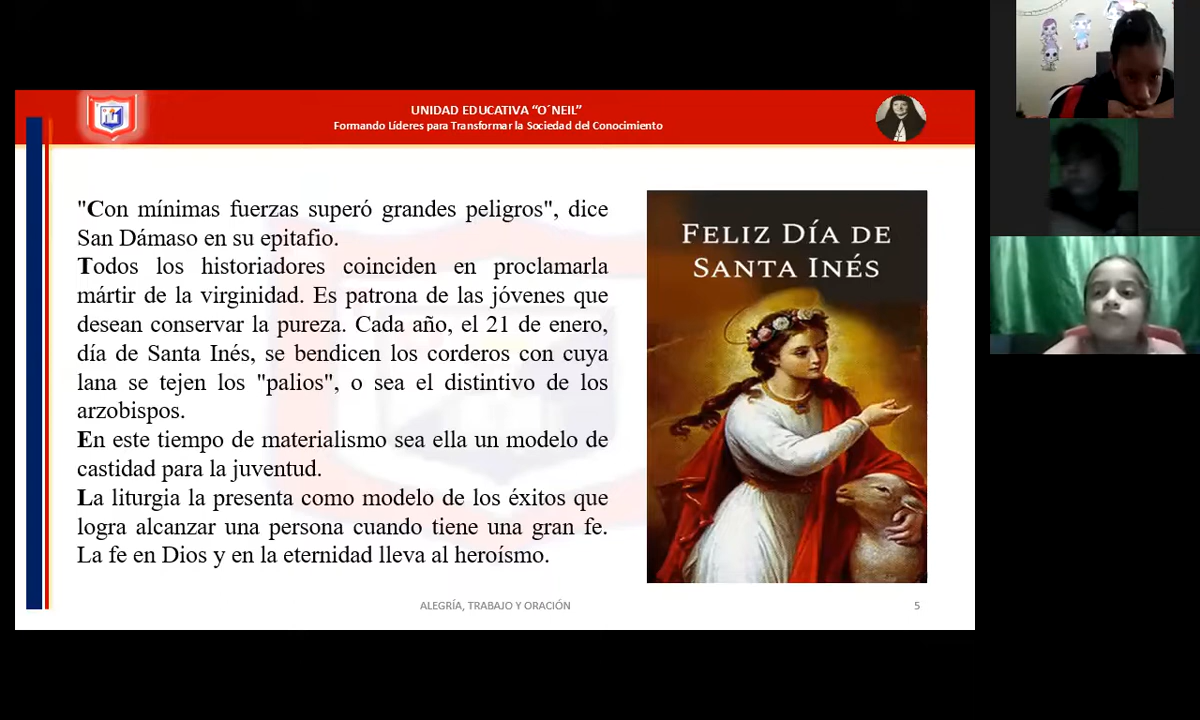 UNIDAD EDUCATIVA “O´NEIL”
Formando Líderes para Transformar la Sociedad del Conocimiento
"Con mínimas fuerzas superó grandes peligros", dice
San Dámaso en su epitafio.
Todos los historiadores coinciden en proclamarla
mártir de la virginidad. Es patrona de las jóvenes que
desean conservar la pureza. Cada año, el 21 de enero,
día de Santa Inés, se bendicen los corderos con cuya
lana se tejen los "palios", o sea el distintivo de los
arzobispos.
En este tiempo de materialismo sea ella un modelo de
castidad para la juventud.
La liturgia la presenta como modelo de los éxitos que
logra alcanzar una persona cuando tiene una gran fe.
La fe en Dios y en la eternidad lleva al heroísmo.
FELIZ DÍA DE
SANTA INÉS
ALEGRÍA, TRABAJO Y ORACIÓN
5